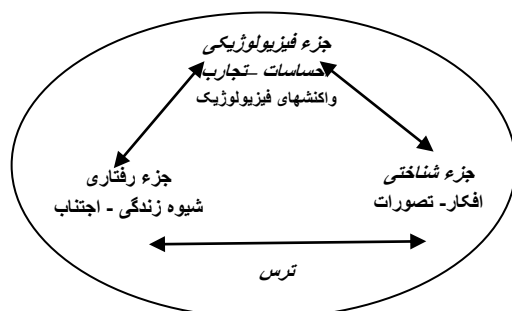 جزء فیزیولوژیکی
حساسات – تجارب
واکنشهای فیزیولوژیک
جزء شناختی
افکار- تصورات
جزء رفتاری
شیوه زندگی - اجتناب
ترس